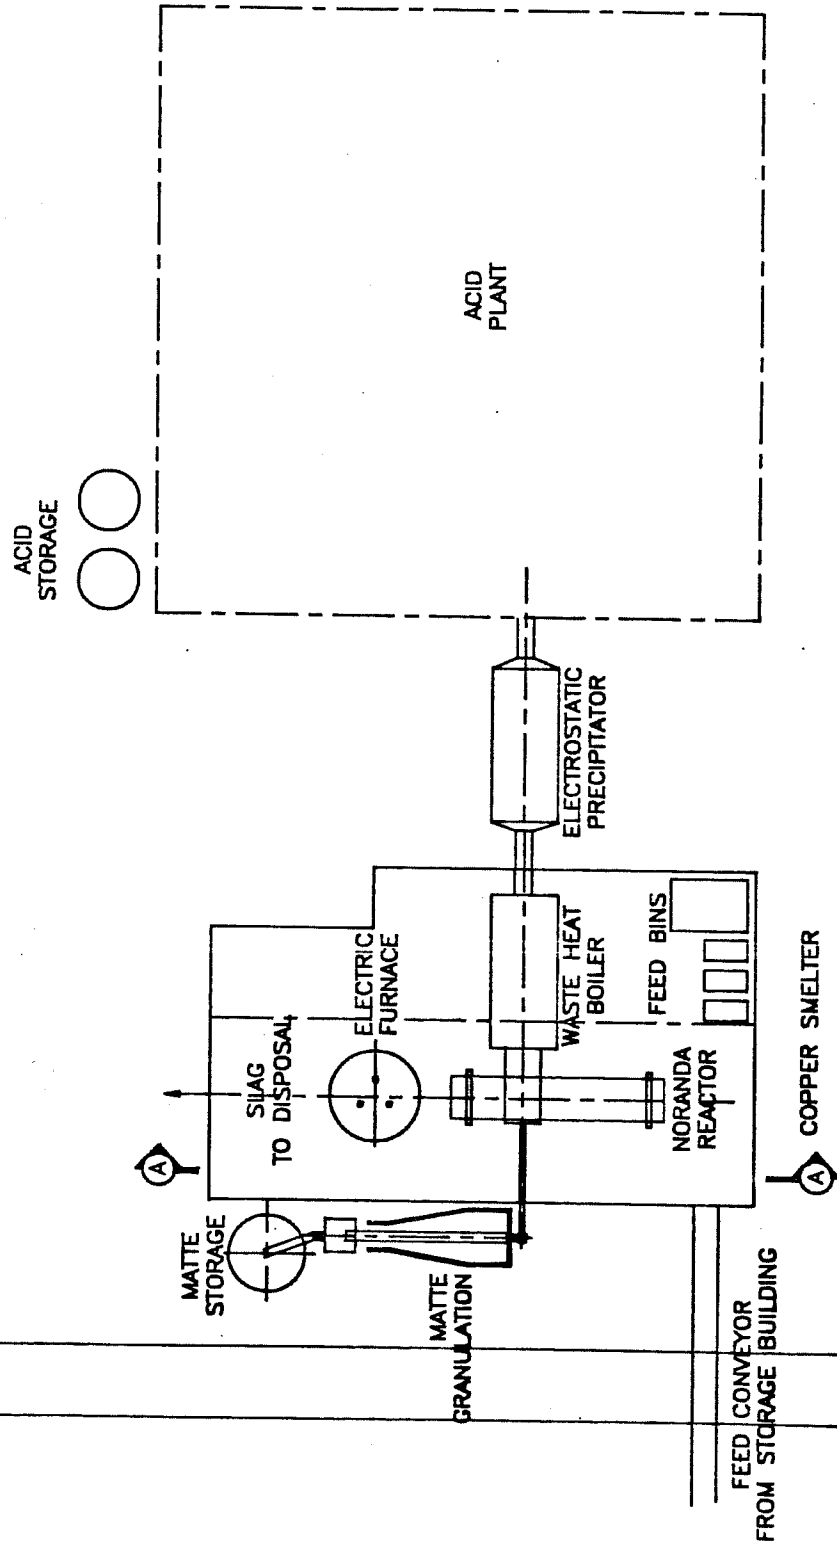 ACID
STORAGE
ACID
PLANT
ELECTROSTATIC
PRECIPITATOR
ELECTRIC
FURNACE
WASTE HEAT
BOILER
FEED BINS
SLAG
TO DISPOSAL
NORANDA
REACTOR
COPPER SMELTER
A
A
MATTE
STORAGE
MATTE
GRANULATION
FEED CONVEYOR
FROM STORAGE BUILDING